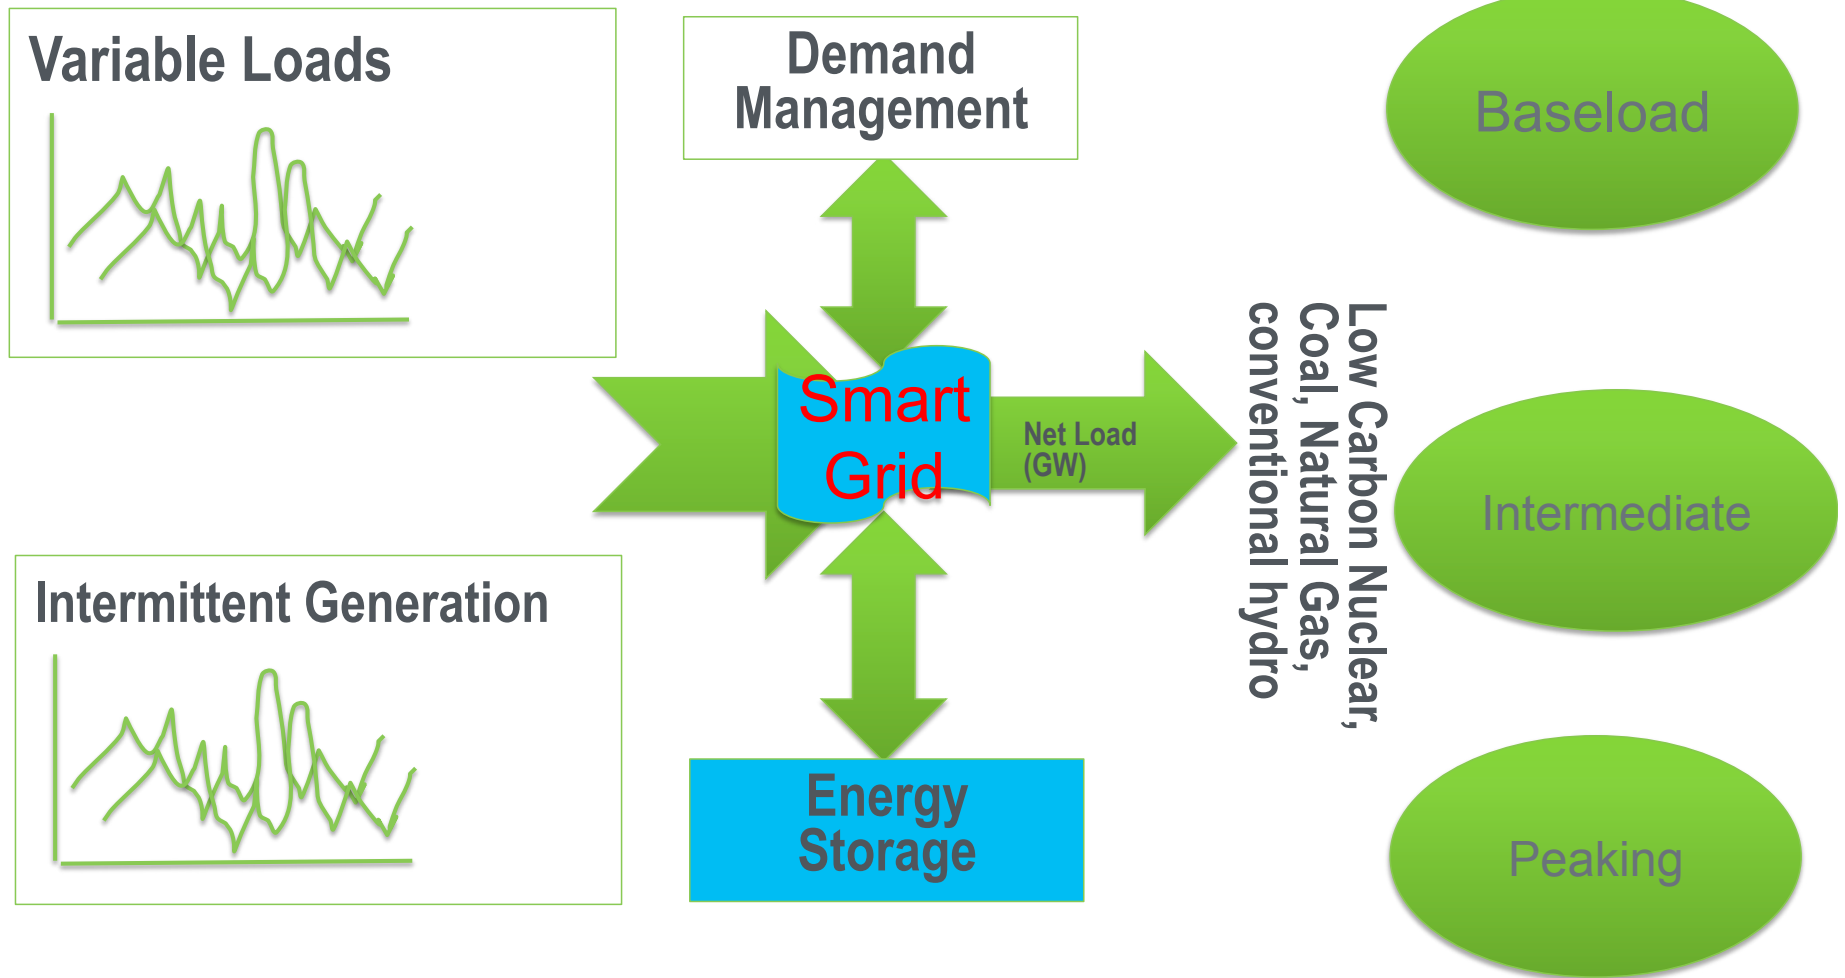 Variable Loads
Demand
Management
Baseload
Smart
Grid
Net Load
(GW)
Low Carbon Nuclear,
Coal, Natural Gas,
conventional hydro
Intermediate
Intermittent Generation
Energy
Storage
Peaking